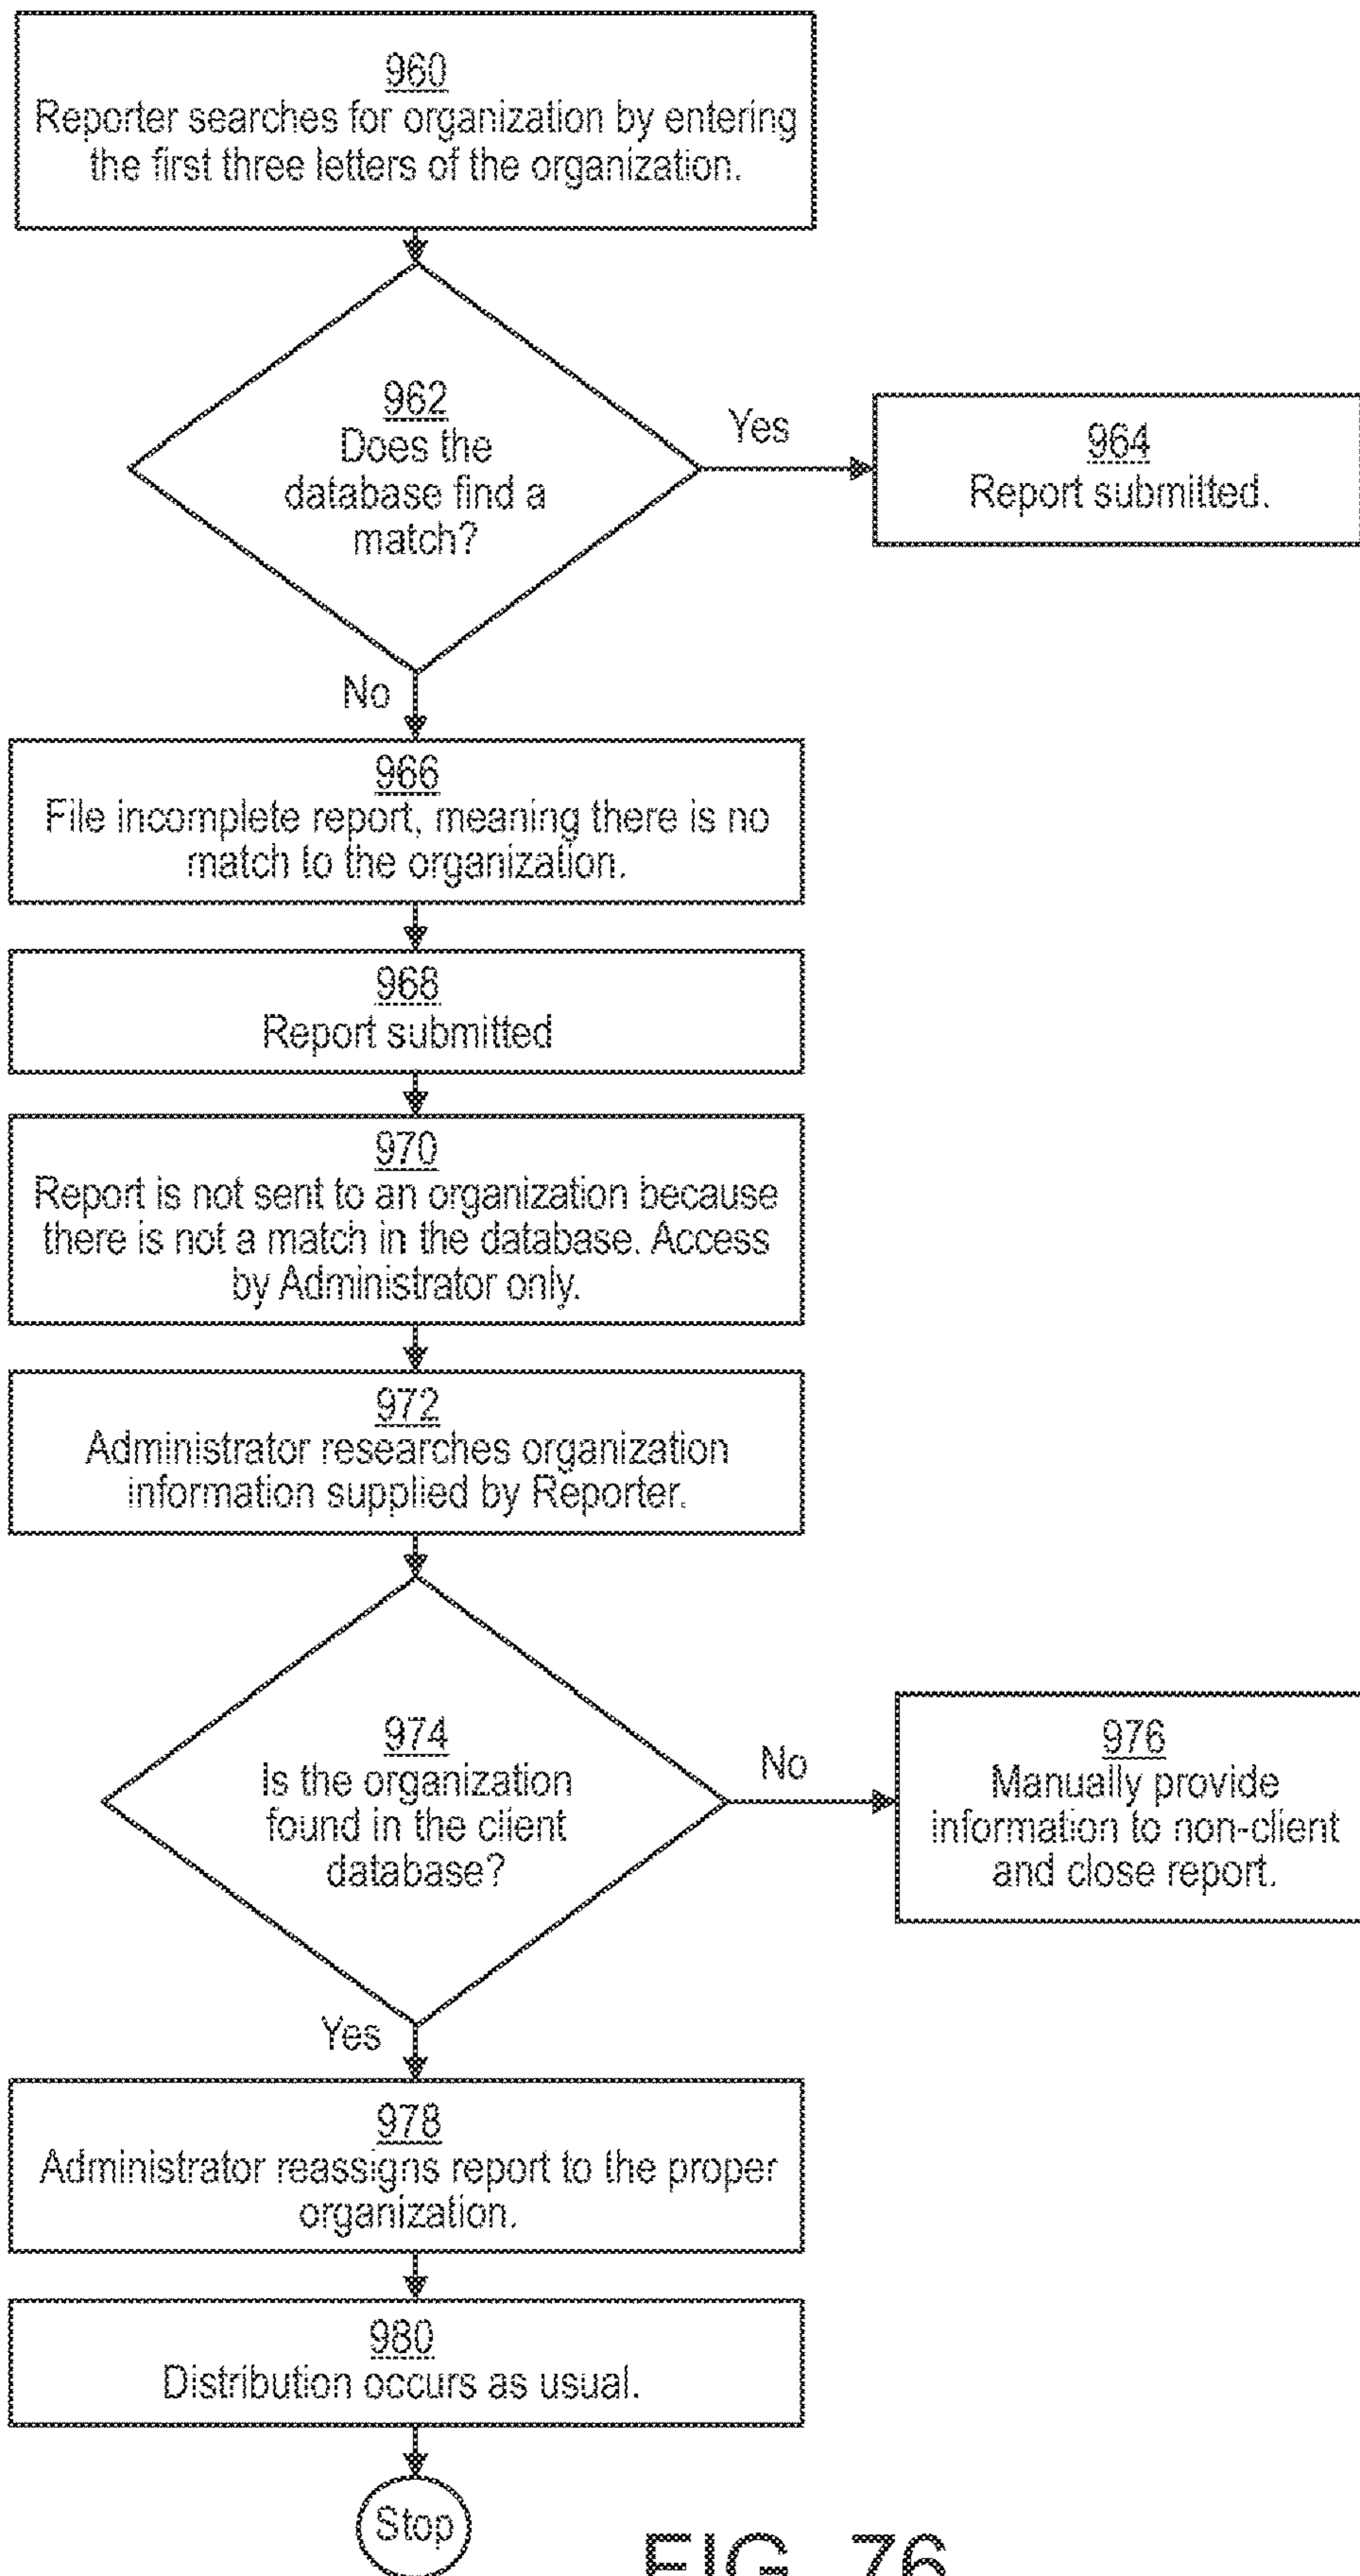 960
Reporter searches for organization by entering
the first three letters of the organization.
962
Does the
database find a
match?
Yes
964
Report submitted.
No
966
File incomplete report, meaning there is no
match to the organization.
968
Report submitted
970
Report is not sent to an organization because
there is not a match in the database. Access
by Administrator only.
972
Administrator researches organization
information supplied by Reporter.
974
Is the organization
found in the client
database?
No
976
Manually provide
information to non-client
and close report.
Yes
978
Administrator reassigns report to the proper
organization.
980
Distribution occurs as usual.
Stop
FIG. 76